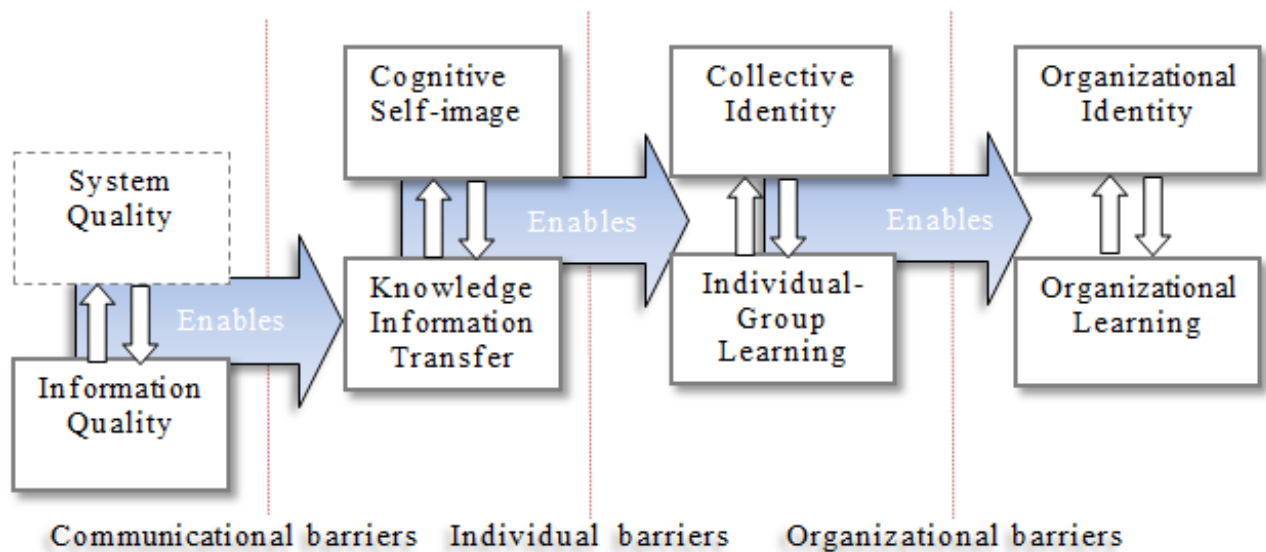 System
Quality
Enables
Information
Quality
Cognitive
Self-image
Enables
Knowledge
Information
Transfer
Collective
Identity
Enables
Individual-
Group
Learning
Organizational
Identity
Organizational
Learning
Communicational barriers
Individual barriers
Organizational barriers